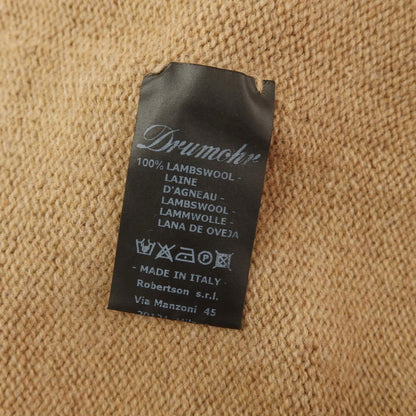 Drumohr
100% LAMBSWOOL -
LAINE
D'AGNEAU -
LAMBSWOOL -
LAMMWOLLE -
LANA DE OVEJA
P
- MADE IN ITALY -
Robertson s.r.l.
Via Manzoni 45